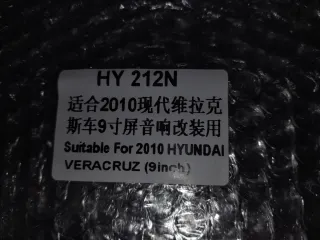 HY 212N
适合2010现代维拉克
斯车9寸屏音响改装用
Suitable For 2010 HYUNDAI
VERACRUZ (9inch)